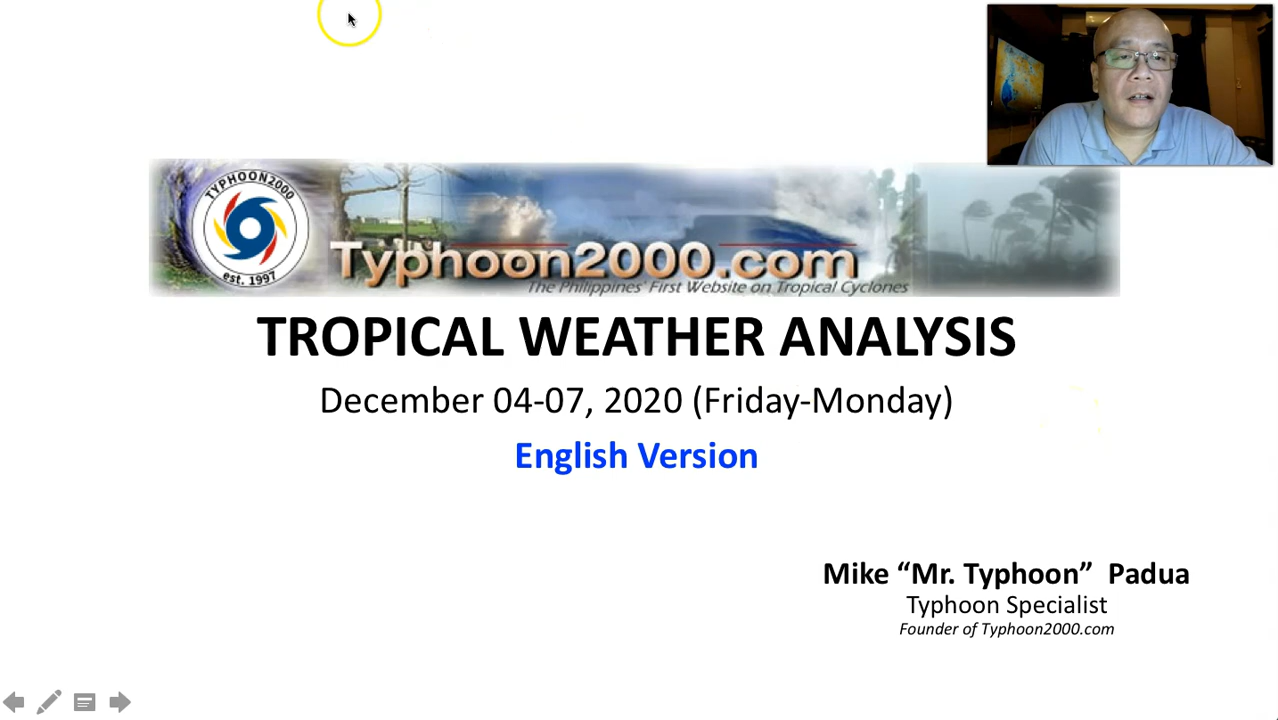 TYPHOON2000
est. 1997
Typhoon2000.com
The Philippines' First Website on Tropical Cyclones
TROPICAL WEATHER ANALYSIS
December 04-07, 2020 (Friday-Monday)
English Version
Mike “Mr. Typhoon” Padua
Typhoon Specialist
Founder of Typhoon2000.com